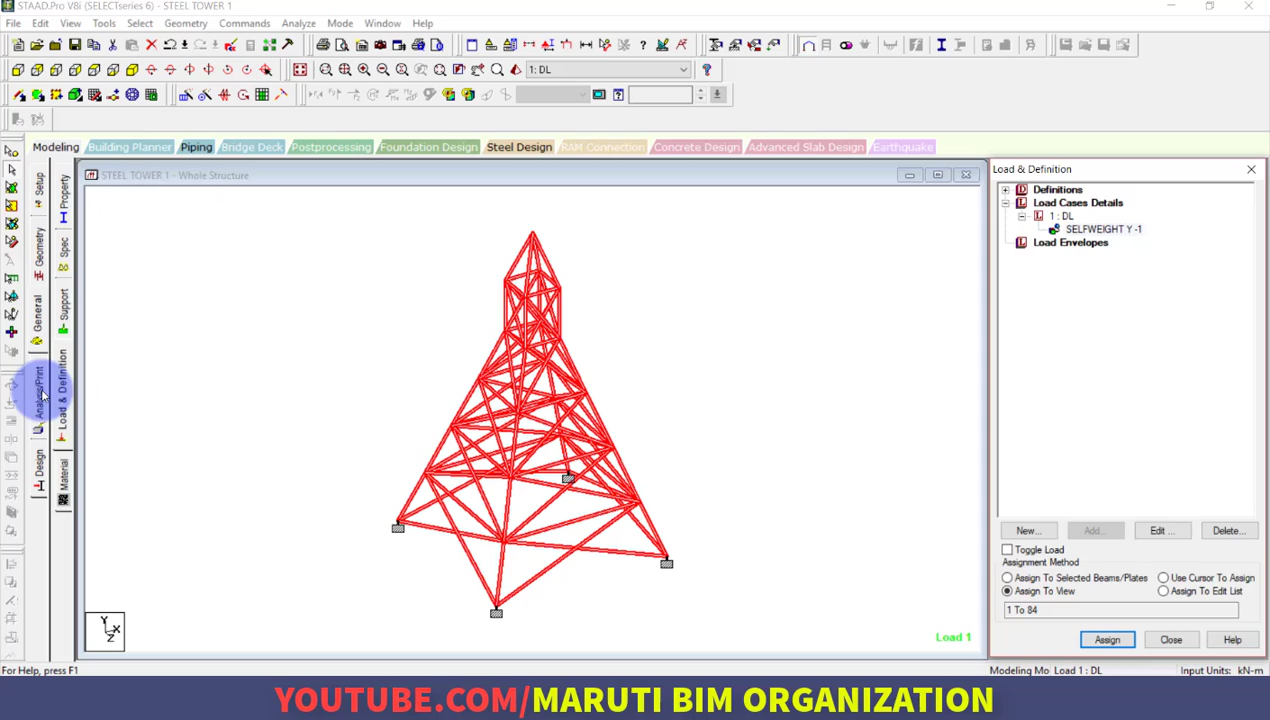 STAAD.Pro V8i (SELECTseries 6) - STEEL TOWER 1
File Edit View Tools Select Geometry Commands Analyze Mode Window Help
1: DL
Modeling Building Planner Piping Bridge Deck Postprocessing Foundation Design Steel Design RAM Connection Concrete Design Advanced Slab Design Earthquake
Setup
Geometry
General
Analysis/Print
Design
Property
Spec
Support
Load & Definition
Material
STEEL TOWER 1 - Whole Structure
Y
X
Z
Load 1
Load & Definition
Definitions
Load Cases Details
1 : DL
SELFWEIGHT Y -1
Load Envelopes
New... Add... Edit ... Delete...
Toggle Load
Assignment Method
Assign To Selected Beams/Plates Use Cursor To Assign
Assign To View Assign To Edit List
1 To 84
Assign Close Help
For Help, press F1
Modeling Mo Load 1 : DL Input Units: kN-m
YOUTUBE.COM/MARUTI BIM ORGANIZATION